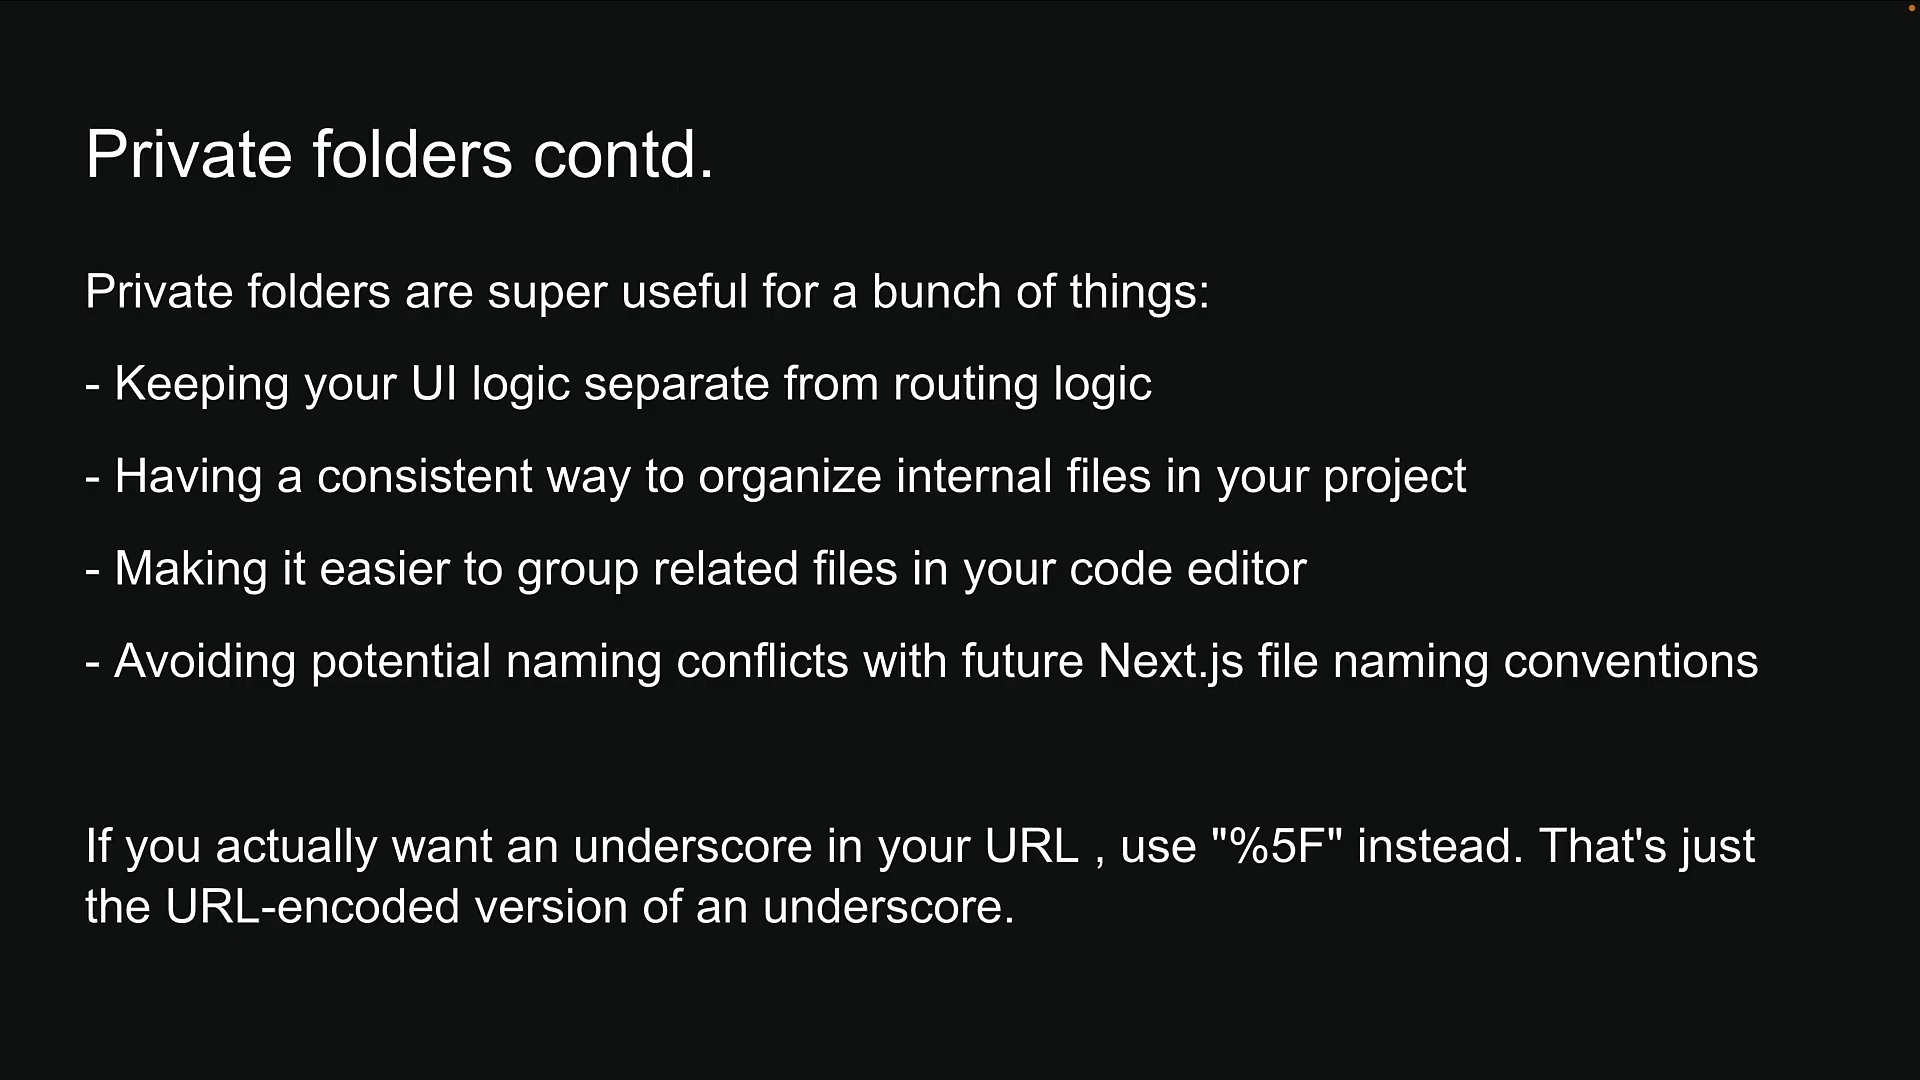 Private folders contd.
Private folders are super useful for a bunch of things:
- Keeping your UI logic separate from routing logic
- Having a consistent way to organize internal files in your project
- Making it easier to group related files in your code editor
- Avoiding potential naming conflicts with future Next.js file naming conventions
If you actually want an underscore in your URL , use "%5F" instead. That's just
the URL-encoded version of an underscore.